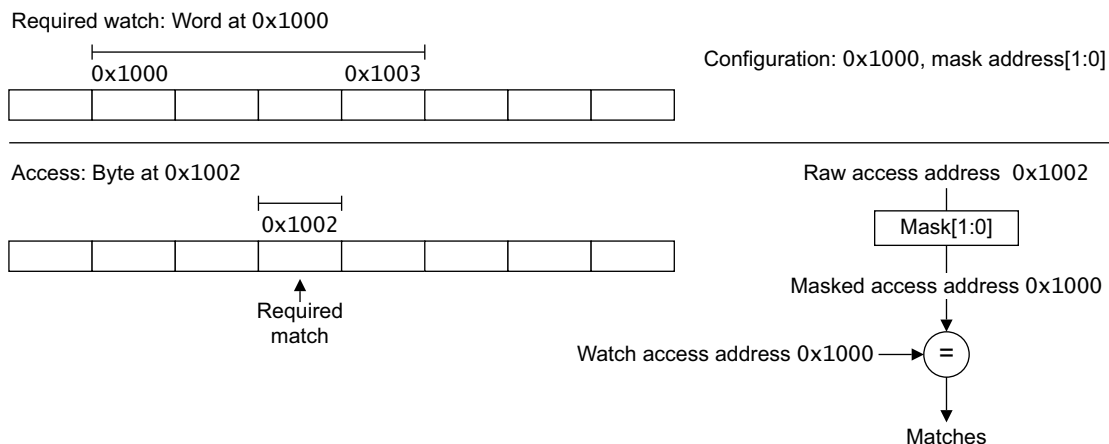 Required watch: Word at 0x1000
0x1000
0x1003
Configuration: 0x1000, mask address[1:0]
Access: Byte at 0x1002
0x1002
Required
match
Raw access address 0x1002
Mask[1:0]
Masked access address 0x1000
Watch access address 0x1000
=
Matches